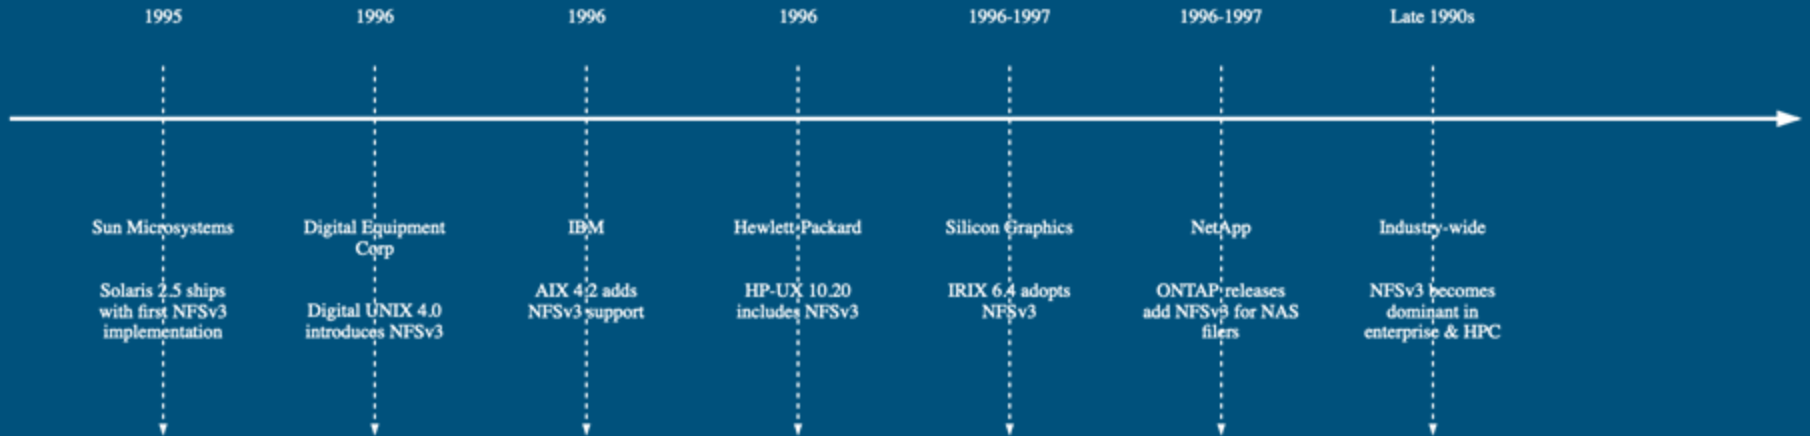 1995
1996
1996
1996
1996-1997
1996-1997
Late 1990s
Sun Microsystems
Solaris 2.5 ships
with first NFSv3
implementation
Digital Equipment
Corp
Digital UNIX 4.0
introduces NFSv3
IBM
AIX 4.2 adds
NFSv3 support
Hewlett-Packard
HP-UX 10.20
includes NFSv3
Silicon Graphics
IRIX 6.4 adopts
NFSv3
NetApp
ONTAP releases
add NFSv3 for NAS
filers
Industry-wide
NFSv3 becomes
dominant in
enterprise & HPC